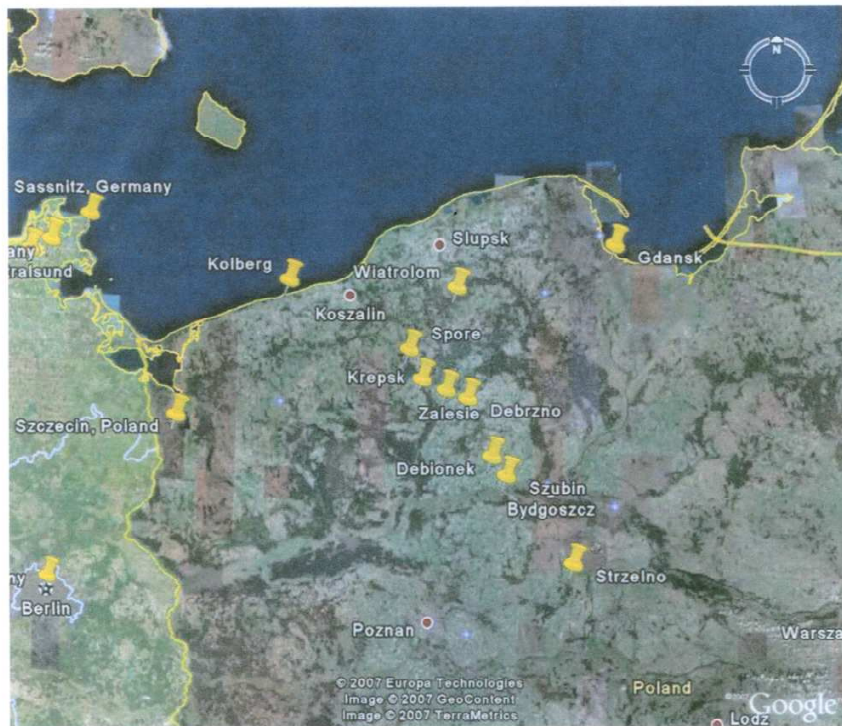 N
Sassnitz, Germany
any
tralsund
Kolberg
Slupsk
Wiatrolom
Gdansk
Koszalin
Spore
Krepsk
Zalesie
Debrzno
Szczecin, Poland
Debionek
Szubin
Bydgoszcz
ny
Berlin
Strzelno
Poznan
Warsza
© 2007 Europa Technologies
Image © 2007 GeoContent
Image © 2007 TerraMetrics
Poland
Google
Lodz